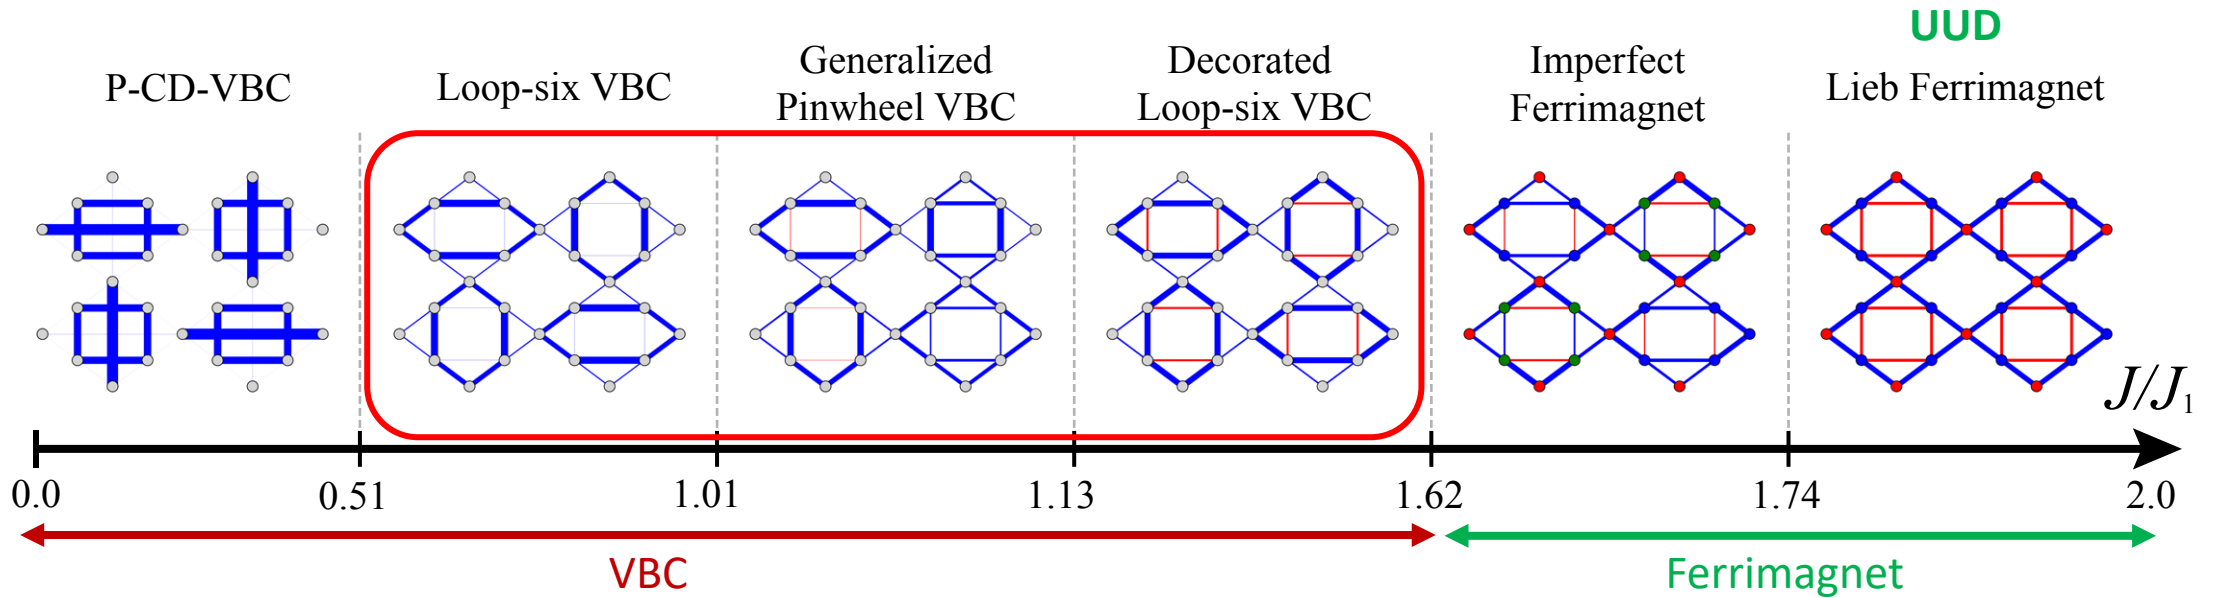 UUD
P-CD-VBC
Loop-six VBC
Generalized
Pinwheel VBC
Decorated
Loop-six VBC
Imperfect
Ferrimagnet
Lieb Ferrimagnet
J/J₁
0.0
0.51
1.01
1.13
1.62
1.74
2.0
VBC
Ferrimagnet